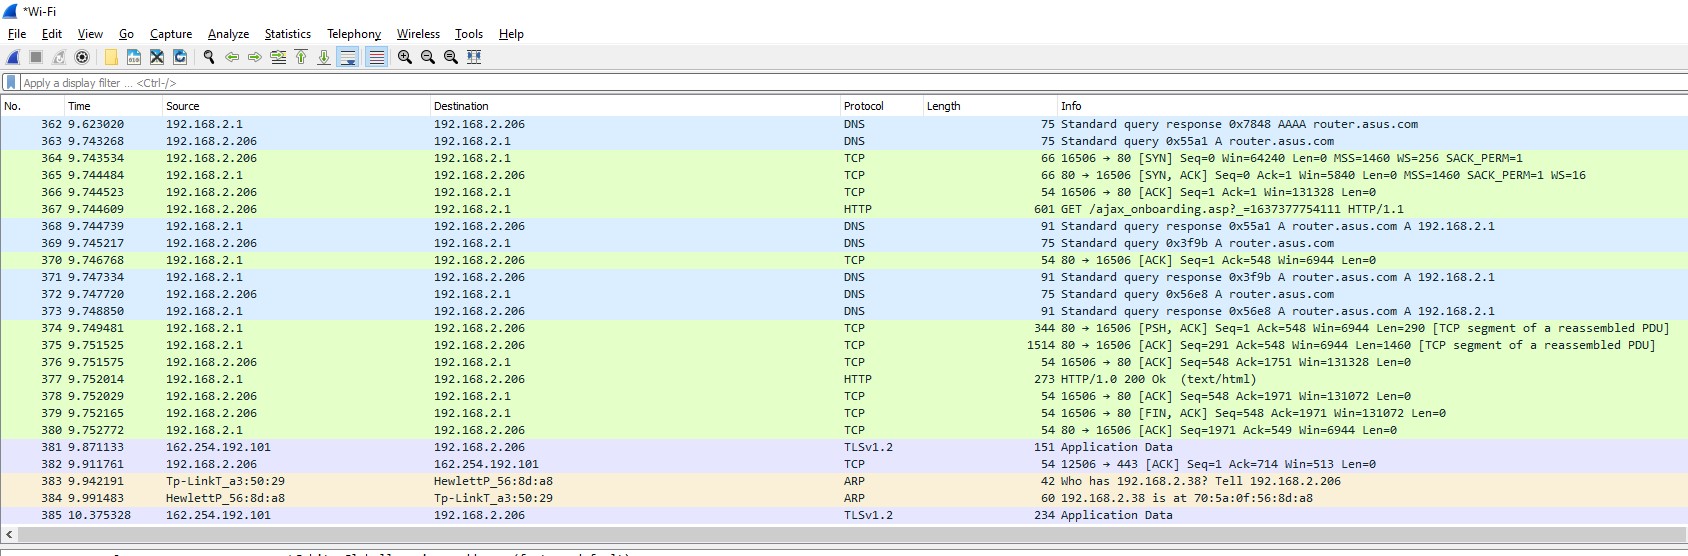 *Wi-Fi
File Edit View Go Capture Analyze Statistics Telephony Wireless Tools Help
Apply a display filter ... <Ctrl-/>
No. Time Source Destination Protocol Length Info
362 9.623020 192.168.2.1 192.168.2.206 DNS 75 Standard query response 0x7848 AAAA router.asus.com
363 9.743268 192.168.2.206 192.168.2.1 DNS 75 Standard query 0x55a1 A router.asus.com
364 9.743534 192.168.2.206 192.168.2.1 TCP 66 16506 → 80 [SYN] Seq=0 Win=64240 Len=0 MSS=1460 WS=256 SACK_PERM=1
365 9.744484 192.168.2.1 192.168.2.206 TCP 66 80 → 16506 [SYN, ACK] Seq=0 Ack=1 Win=5840 Len=0 MSS=1460 SACK_PERM=1 WS=16
366 9.744523 192.168.2.206 192.168.2.1 TCP 54 16506 → 80 [ACK] Seq=1 Ack=1 Win=131328 Len=0
367 9.744609 192.168.2.206 192.168.2.1 HTTP 601 GET /ajax_onboarding.asp?_=1637377754111 HTTP/1.1
368 9.744739 192.168.2.1 192.168.2.206 DNS 91 Standard query response 0x55a1 A router.asus.com A 192.168.2.1
369 9.745217 192.168.2.206 192.168.2.1 DNS 75 Standard query 0x3f9b A router.asus.com
370 9.746768 192.168.2.1 192.168.2.206 TCP 54 80 → 16506 [ACK] Seq=1 Ack=548 Win=6944 Len=0
371 9.747334 192.168.2.1 192.168.2.206 DNS 91 Standard query response 0x3f9b A router.asus.com A 192.168.2.1
372 9.747720 192.168.2.206 192.168.2.1 DNS 75 Standard query 0x56e8 A router.asus.com
373 9.748850 192.168.2.1 192.168.2.206 DNS 91 Standard query response 0x56e8 A router.asus.com A 192.168.2.1
374 9.749481 192.168.2.1 192.168.2.206 TCP 344 80 → 16506 [PSH, ACK] Seq=1 Ack=548 Win=6944 Len=290 [TCP segment of a reassembled PDU]
375 9.751525 192.168.2.1 192.168.2.206 TCP 1514 80 → 16506 [ACK] Seq=291 Ack=548 Win=6944 Len=1460 [TCP segment of a reassembled PDU]
376 9.751575 192.168.2.206 192.168.2.1 TCP 54 16506 → 80 [ACK] Seq=548 Ack=1751 Win=131328 Len=0
377 9.752014 192.168.2.1 192.168.2.206 HTTP 273 HTTP/1.0 200 Ok (text/html)
378 9.752029 192.168.2.206 192.168.2.1 TCP 54 16506 → 80 [ACK] Seq=548 Ack=1971 Win=131072 Len=0
379 9.752165 192.168.2.206 192.168.2.1 TCP 54 16506 → 80 [FIN, ACK] Seq=548 Ack=1971 Win=131072 Len=0
380 9.752772 192.168.2.1 192.168.2.206 TCP 54 80 → 16506 [ACK] Seq=1971 Ack=549 Win=6944 Len=0
381 9.871133 162.254.192.101 192.168.2.206 TLSv1.2 151 Application Data
382 9.911761 192.168.2.206 162.254.192.101 TCP 54 12506 → 443 [ACK] Seq=1 Ack=714 Win=513 Len=0
383 9.942191 Tp-LinkT_a3:50:29 HewlettP_56:8d:a8 ARP 42 Who has 192.168.2.38? Tell 192.168.2.206
384 9.991483 HewlettP_56:8d:a8 Tp-LinkT_a3:50:29 ARP 60 192.168.2.38 is at 70:5a:0f:56:8d:a8
385 10.375328 162.254.192.101 192.168.2.206 TLSv1.2 234 Application Data